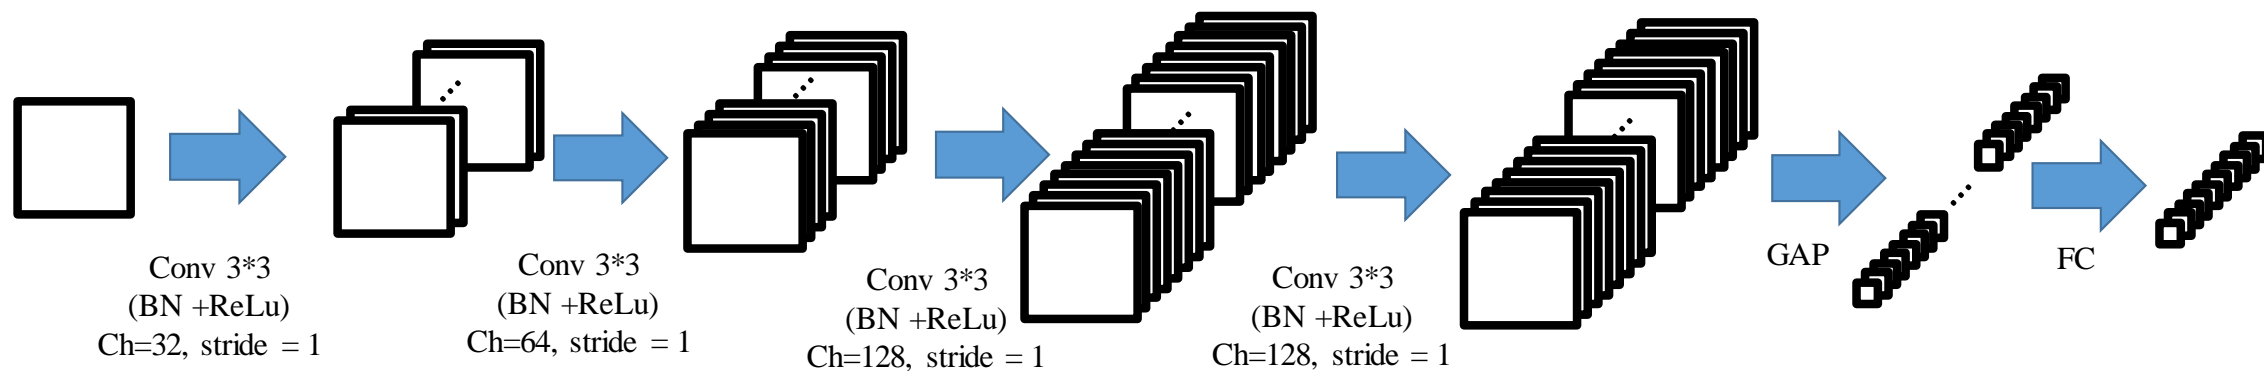 Conv 3*3
(BN +ReLu)
Ch=32, stride = 1
Conv 3*3
(BN +ReLu)
Ch=64, stride = 1
Conv 3*3
(BN +ReLu)
Ch=128, stride = 1
Conv 3*3
(BN +ReLu)
Ch=128, stride = 1
GAP
FC